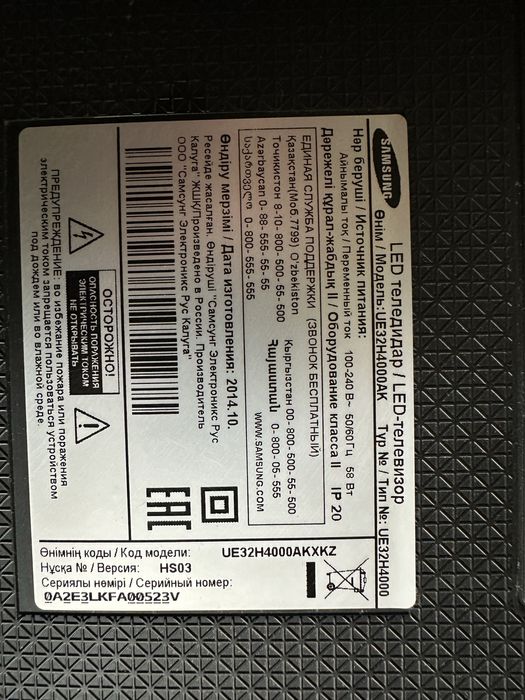 SAMSUNG
LED теледидар / LED-телевизор
Өнім / Модель:UE32H4000AK Тур № / Тип №: UE32H4000
Нәр беруші / Источник питания:
Айнымалы ток / Переменный ток 100-240 В~ 50/60Гц 58 Вт
Дәрежелі құрал-жабдық II / Оборудование класса II IP 20
ЕДИНАЯ СЛУЖБА ПОДДЕРЖКИ (ЗВОНОК БЕСПЛАТНЫЙ)
Қазақстан(Моб.7799) O'zbekiston Кыргызстан 00-800-500-55-500
Тоҷикистон 8-10-800-500-55-500 Հայաստան 0-800-05-555
Azərbaycan 0-88-555-55-55
საქართველო 0-800-555-555 WWW.SAMSUNG.COM
Өндіру мерзімі / Дата изготовления: 2014.10.
Ресейде жасалған. Өндіруші "Самсунг Электроникс Рус
Калуга" ЖШҚ/Произведено в России. Производитель
ООО "Самсунг Электроникс Рус Калуга"
EAC
ОСТОРОЖНО!
ОПАСНОСТЬ ПОРАЖЕНИЯ
ЭЛЕКТРИЧЕСКИМ ТОКОМ
НЕ ОТКРЫВАТЬ
ПРЕДУПРЕЖДЕНИЕ: во избежание пожара или поражения
электрическим током запрещается пользоваться устройством
под дождем или во влажной среде.
Өнімнің коды / Код модели: UE32H4000AKXKZ
Нұсқа № / Версия: HS03
Сериялы немірі / Серийный номер:
0A2E3LKFA00523V